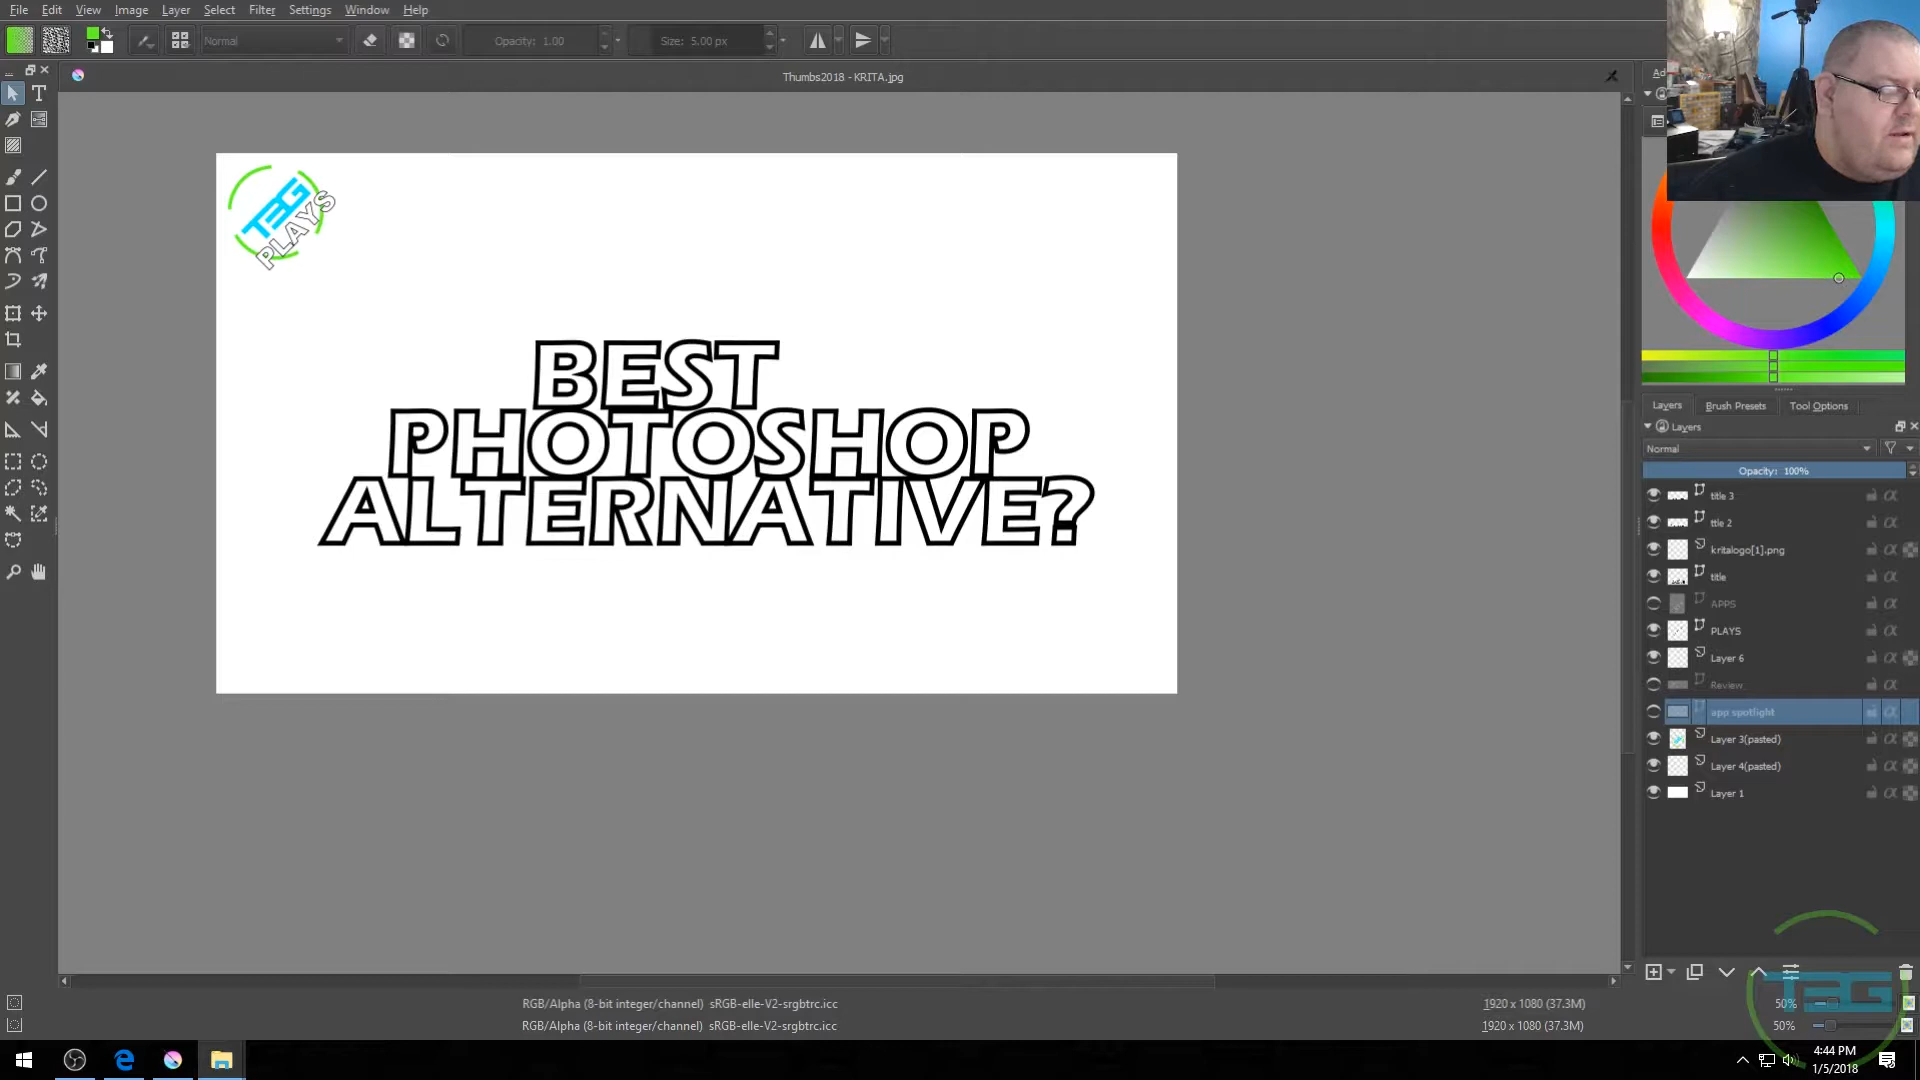 File Edit View Image Layer Select Filter Settings Window Help
Normal
Opacity: 1.00
Size: 5.00 px
Thumbs2018 - KRITA.jpg
T3G
PLAYS
BEST
PHOTOSHOP
ALTERNATIVE?
Layers Brush Presets Tool Options
Layers
Normal
Opacity: 100%
title 3
ttle 2
kritalogo[1].png
title
APPS
PLAYS
Layer 6
Review
app spotlight
Layer 3(pasted)
Layer 4(pasted)
Layer 1
T3G
RGB/Alpha (8-bit integer/channel) sRGB-elle-V2-srgbtrc.icc
1920 x 1080 (37.3M)
50%
RGB/Alpha (8-bit integer/channel) sRGB-elle-V2-srgbtrc.icc
1920 x 1080 (37.3M)
50%
4:44 PM
1/5/2018